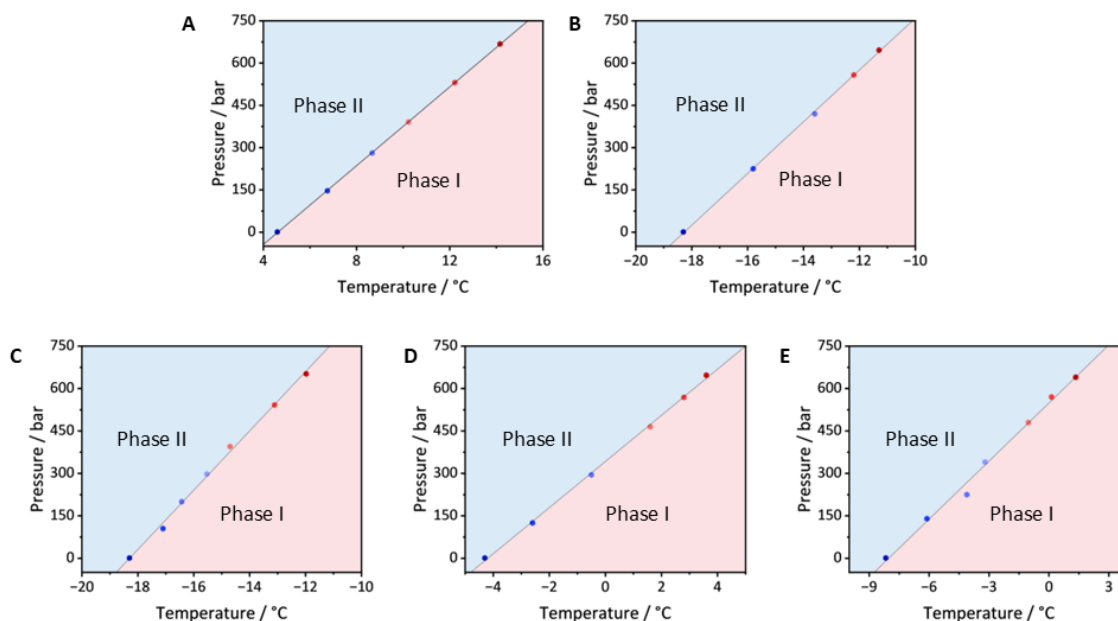 A
Pressure / bar
750
600
450
300
150
0
Phase II
Phase I
4
8
12
16
Temperature / °C
B
Pressure / bar
750
600
450
300
150
0
Phase II
Phase I
−20
−18
−16
−14
−12
−10
Temperature / °C
C
Pressure / bar
750
600
450
300
150
0
Phase II
Phase I
−20
−18
−16
−14
−12
−10
Temperature / °C
D
Pressure / bar
750
600
450
300
150
0
Phase II
Phase I
−4
−2
0
2
4
Temperature / °C
E
Pressure / bar
750
600
450
300
150
0
Phase II
Phase I
−9
−6
−3
0
3
Temperature / °C